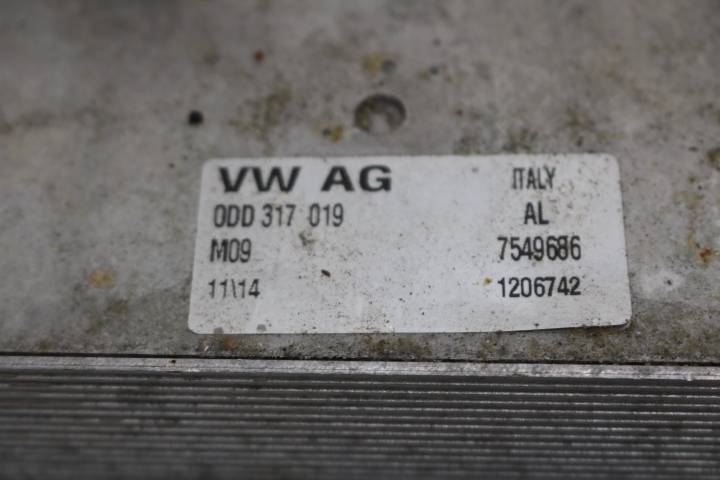 VW AG ITALY
0DD 317 019 AL
M09 7549686
11\14 1206742